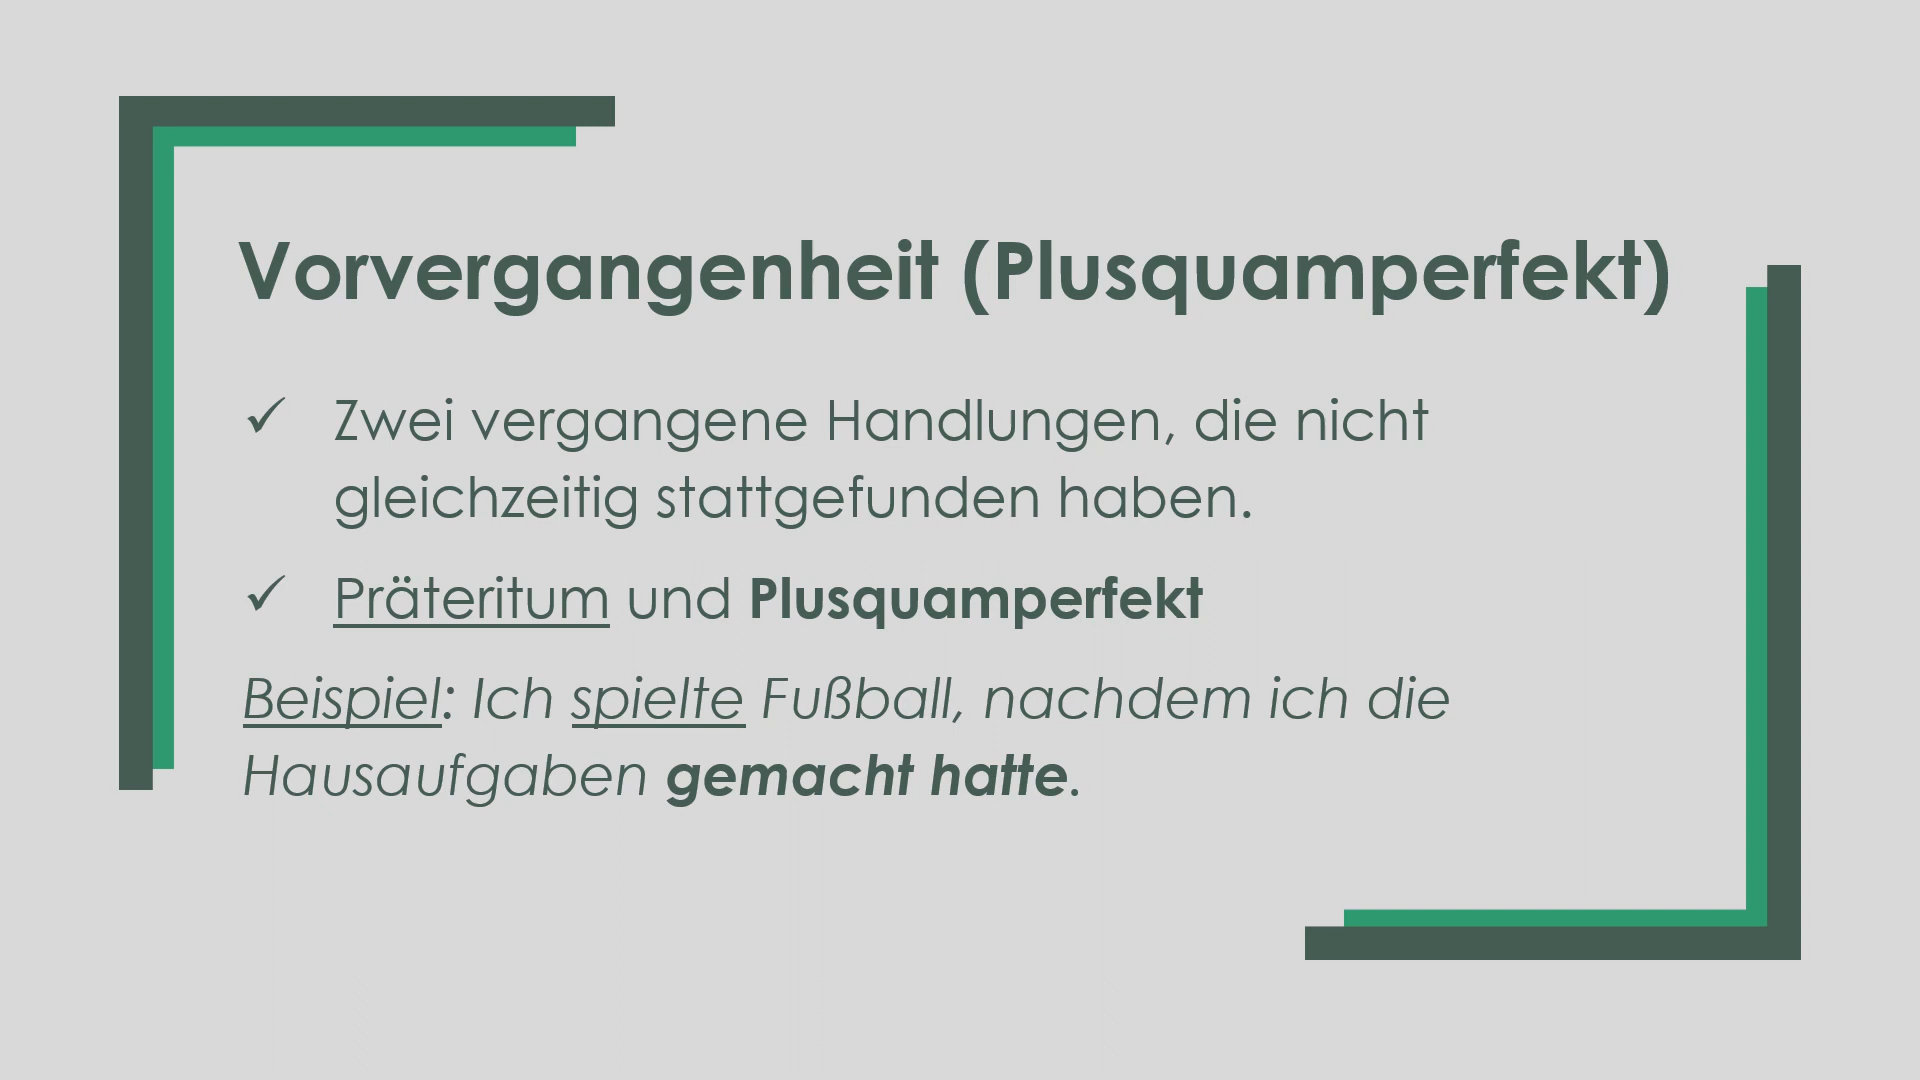 Vorvergangenheit (Plusquamperfekt)
✓ Zwei vergangene Handlungen, die nicht
gleichzeitig stattgefunden haben.
✓ Präteritum und Plusquamperfekt
Beispiel: Ich spielte Fußball, nachdem ich die
Hausaufgaben gemacht hatte.